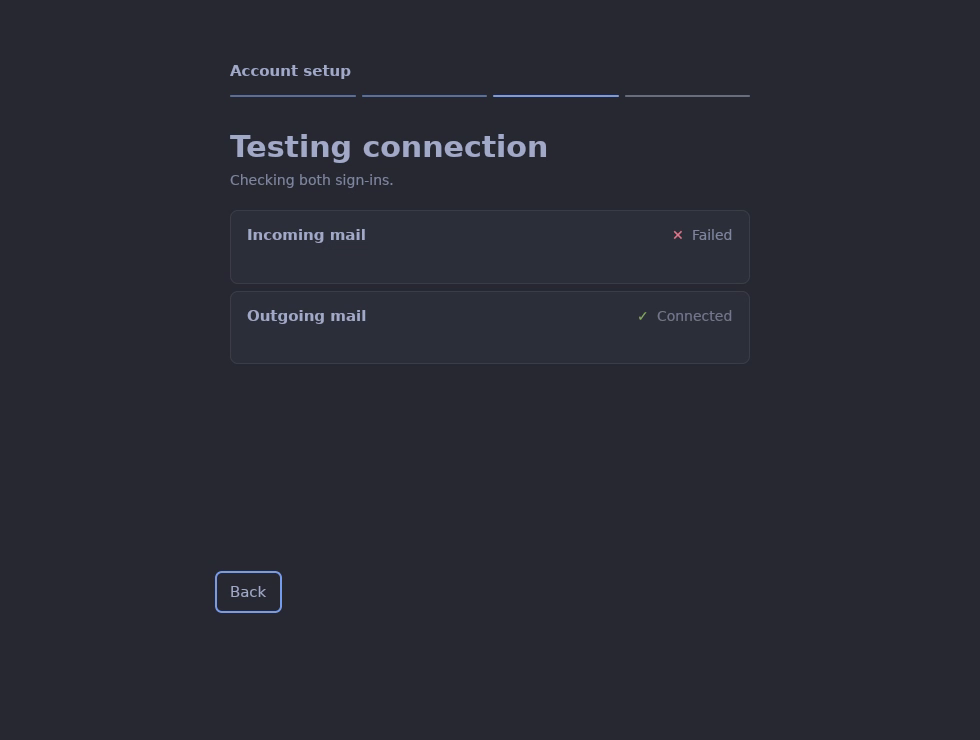 Account setup
Testing connection
Checking both sign-ins.
Incoming mail
✕ Failed
Outgoing mail
✓ Connected
Back